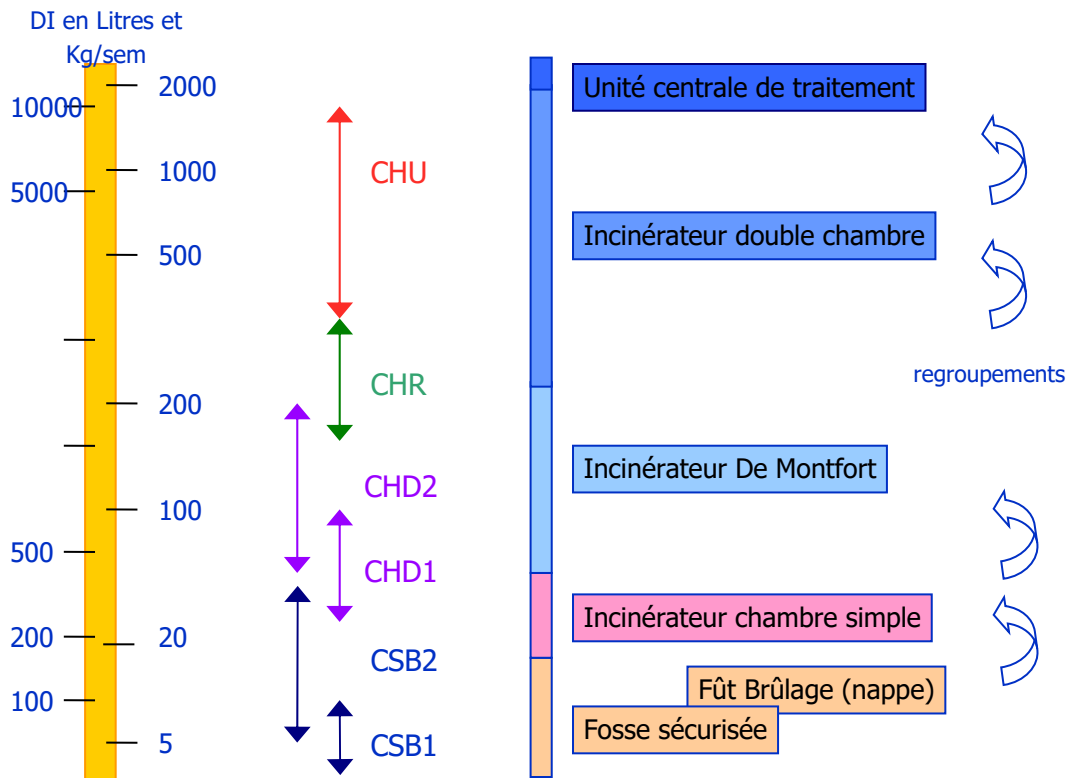 DI en Litres et
Kg/sem
10000
5000
500
200
100
2000
1000
500
200
100
20
5
CHU
CHR
CHD2
CHD1
CSB2
CSB1
Unité centrale de traitement
Incinérateur double chambre
Incinérateur De Montfort
Incinérateur chambre simple
Fût Brûlage (nappe)
Fosse sécurisée
regroupements